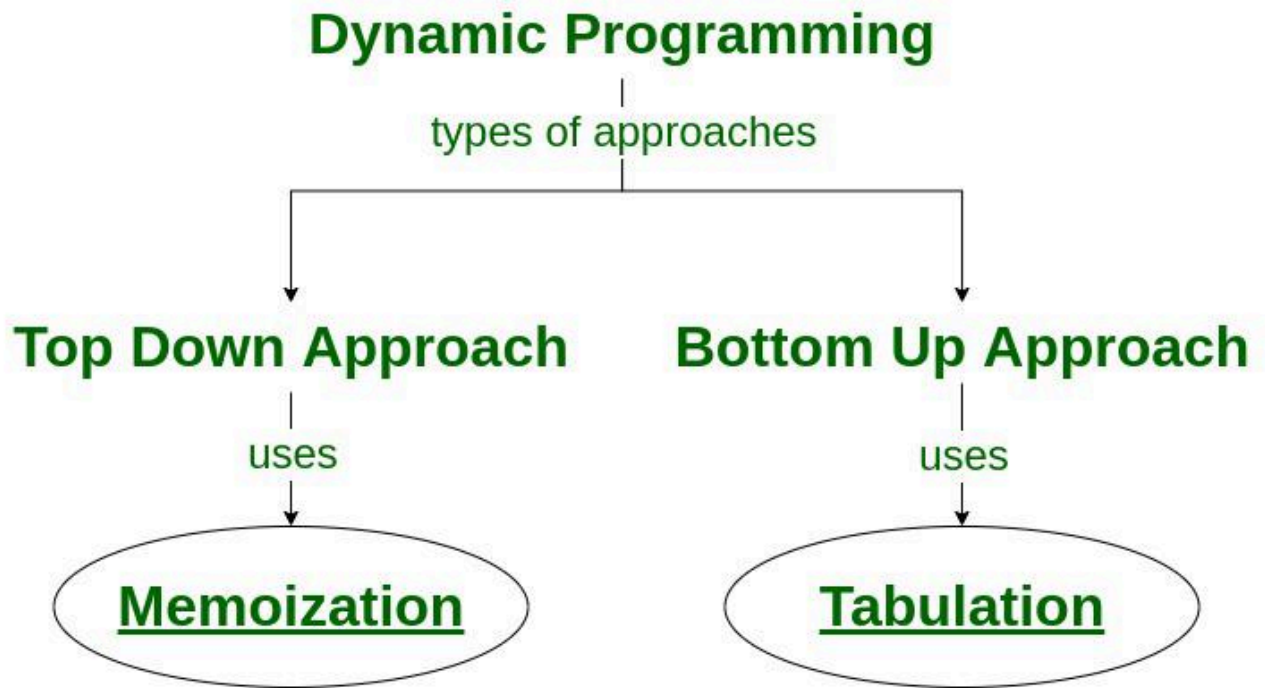 Dynamic Programming
types of approaches
Top Down Approach
Bottom Up Approach
uses
uses
Memoization
Tabulation